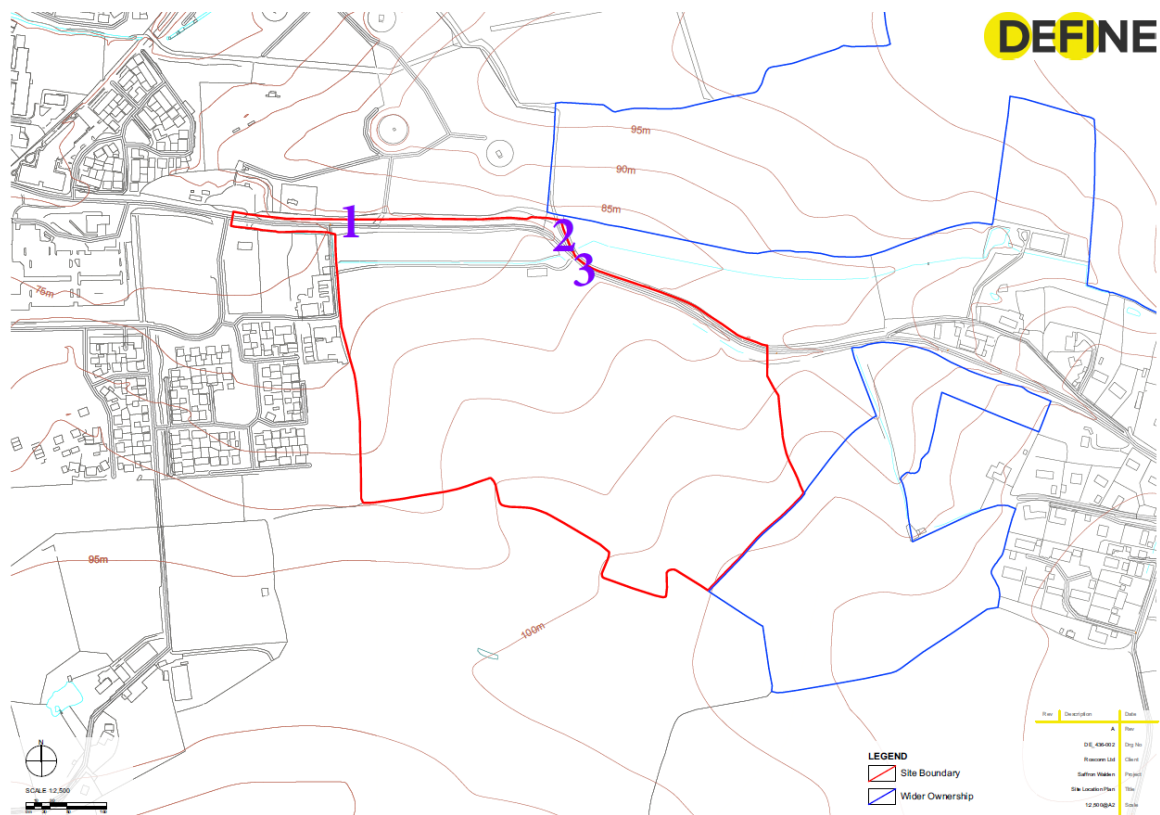 DEFINE
95m
90m
85m
1
2
3
75m
95m
100m
N
SCALE 1:2,500
LEGEND
Site Boundary
Wider Ownership
Rev Description Date
A Rev
DE_436-002 Drg No
Client
Saffron Walden Project
Site Location Plan Title
1:2,500@A2 Scale